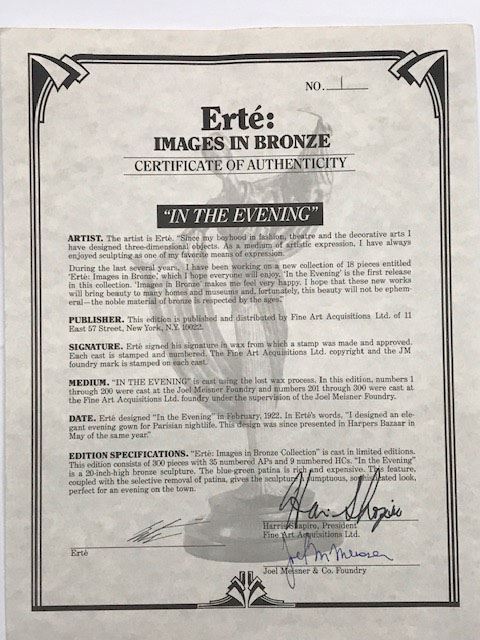 NO. 1
Erté:
IMAGES IN BRONZE
CERTIFICATE OF AUTHENTICITY
"IN THE EVENING"
ARTIST. The artist is Erté. "Since my boyhood in fashion, theatre and the decorative arts I
have designed three-dimensional objects. As a medium of artistic expression, I have always
enjoyed sculpting as one of my favorite means of expression.
During the last several years, I have been working on a new collection of 18 pieces entitled
'Erté: Images in Bronze,' which I hope everyone will enjoy. 'In the Evening' is the first release
in this collection. 'Images in Bronze' makes me feel very happy. I hope that these new works
will bring beauty to many homes and museums and, fortunately, this beauty will not be ephem-
eral—the noble material of bronze is respected by the ages."
PUBLISHER. This edition is published and distributed by Fine Art Acquisitions Ltd. of 11
East 57 Street, New York, N.Y. 10022.
SIGNATURE. Erté signed his signature in wax from which a stamp was made and approved.
Each cast is stamped and numbered. The Fine Art Acquisitions Ltd. copyright and the JM
foundry mark is stamped on each cast.
MEDIUM. "IN THE EVENING" is cast using the lost wax process. In this edition, numbers 1
through 200 were cast at the Joel Meisner Foundry and numbers 201 through 300 were cast at
the Fine Art Acquisitions Ltd. foundry under the supervision of the Joel Meisner Foundry.
DATE. Erté designed "In the Evening" in February, 1922. In Erté's words, "I designed an ele-
gant evening gown for Parisian nightlife. This design was since presented in Harpers Bazaar in
May of the same year."
EDITION SPECIFICATIONS. "Erté: Images in Bronze Collection" is cast in limited editions.
This edition consists of 300 pieces with 35 numbered APs and 9 numbered HCs. "In the Evening"
is a 20-inch-high bronze sculpture. The blue-green patina is rich and expensive. This feature,
coupled with the selective removal of patina, gives the sculpture sumptuous, sophisticated look,
perfect for an evening on the town.
Erté
Harris Shapiro, President
Fine Art Acquisitions Ltd.
Joel M Meisner
Joel Meisner & Co. Foundry